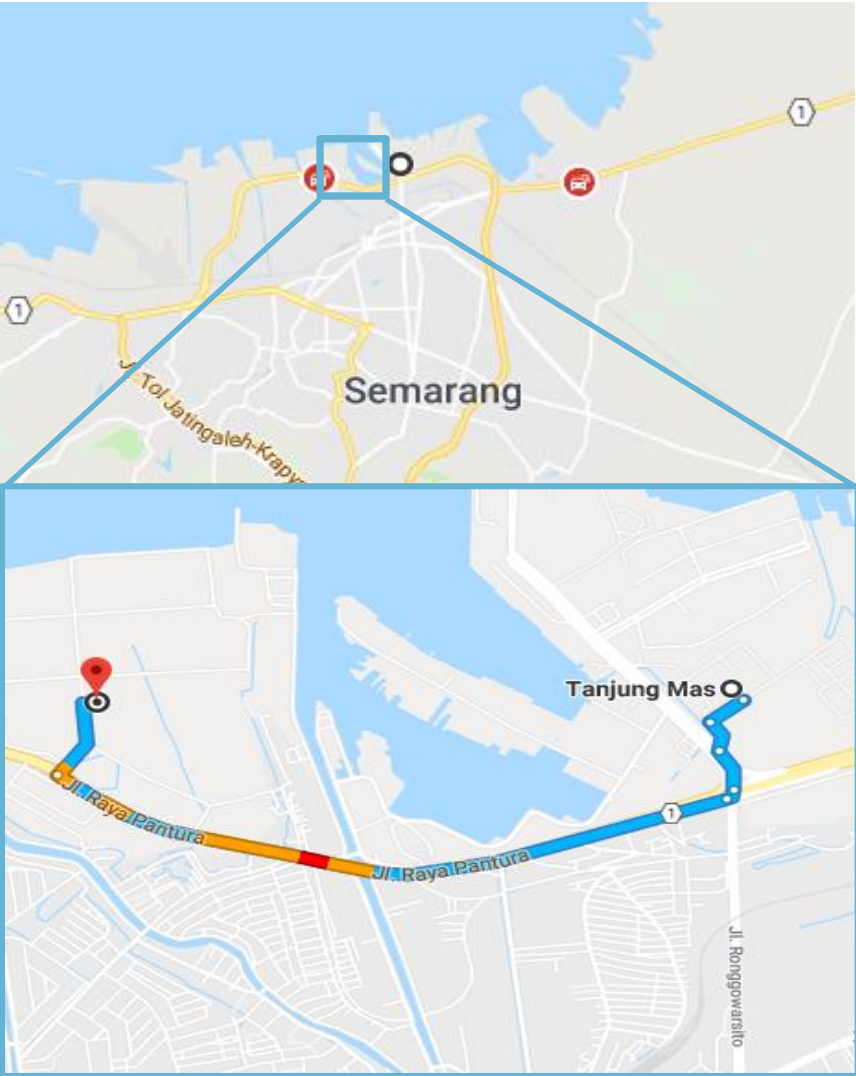 1
1
Semarang
Jl. Tol Jatingaleh-Krapy
Tanjung Mas
Jl. Raya Pantura
1
Jl. Raya Pantura
Jl. Ronggowarsito